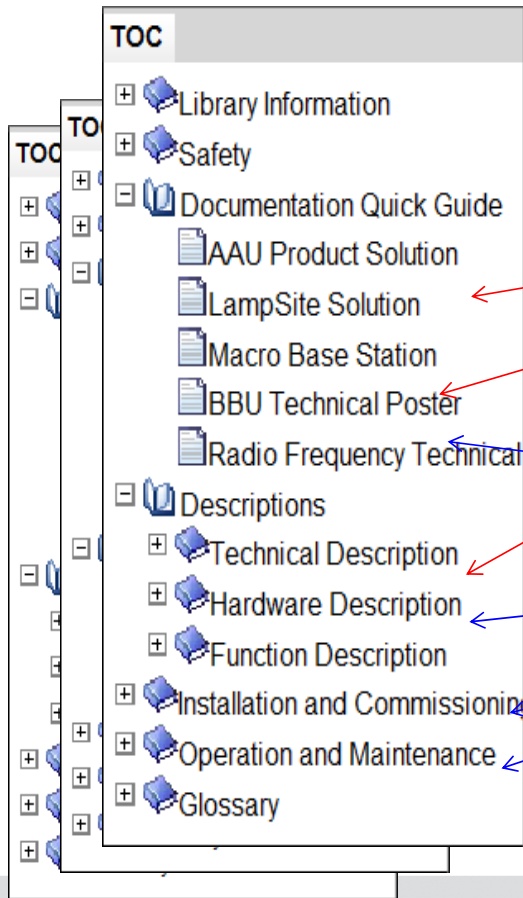 TOC
Library Information
Safety
Documentation Quick Guide
AAU Product Solution
LampSite Solution
Macro Base Station
BBU Technical Poster
Radio Frequency Technical
Descriptions
Technical Description
Hardware Description
Function Description
Installation and Commissioning
Operation and Maintenance
Glossary
TO
TOC